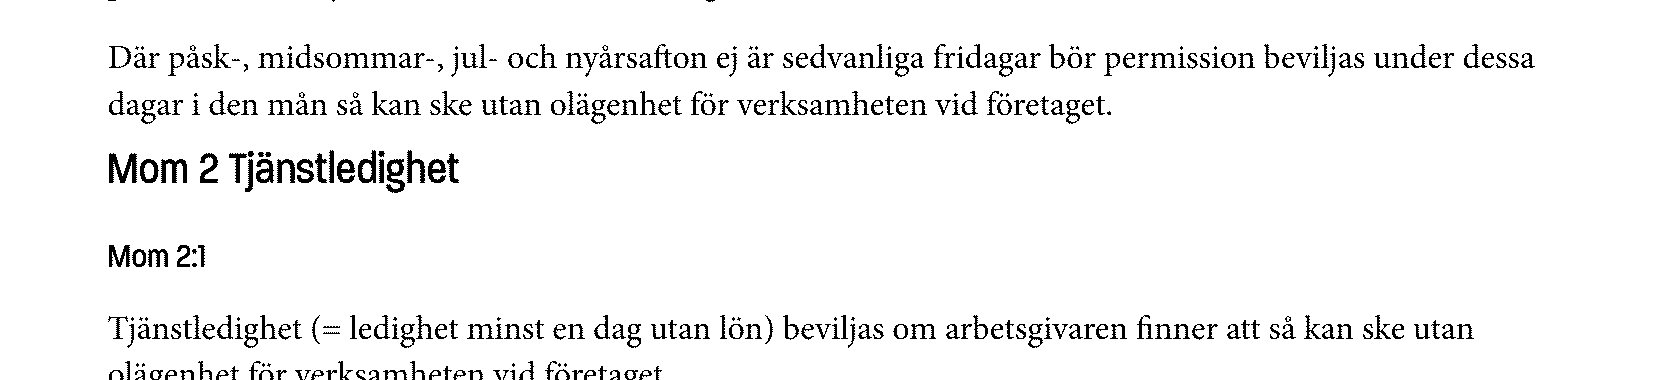 Där påsk-, midsommar-, jul- och nyårsafton ej är sedvanliga fridagar bör permission beviljas under dessa
dagar i den mån så kan ske utan olägenhet för verksamheten vid företaget.
Mom 2 Tjänstledighet
Mom 2:1
Tjänstledighet (= ledighet minst en dag utan lön) beviljas om arbetsgivaren finner att så kan ske utan
olägenhet för verksamheten vid företaget